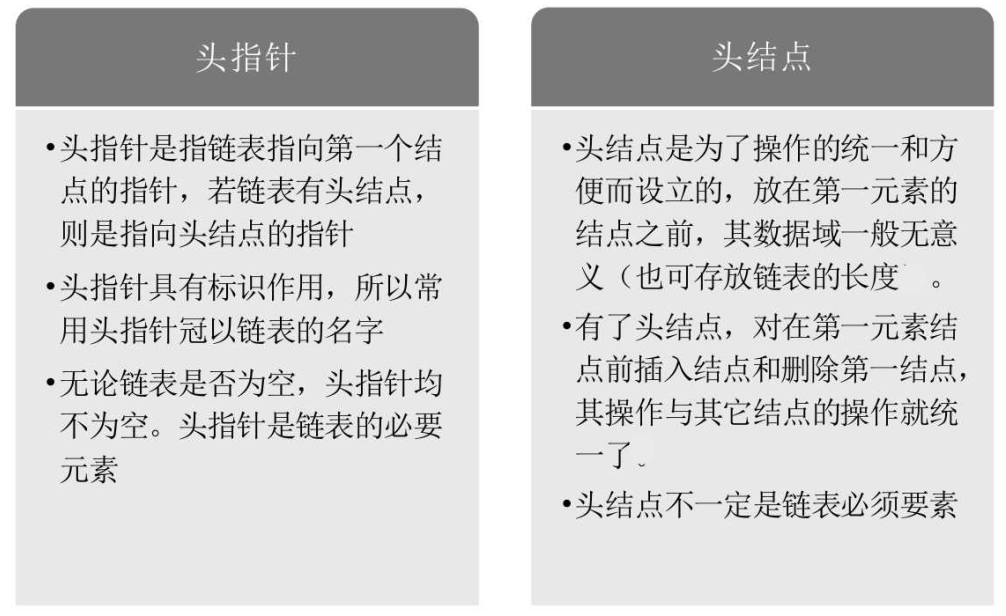 头指针
•头指针是指链表指向第一个结
点的指针，若链表有头结点，
则是指向头结点的指针
•头指针具有标识作用，所以常
用头指针冠以链表的名字
•无论链表是否为空，头指针均
不为空。头指针是链表的必要
元素
头结点
•头结点是为了操作的统一和方
便而设立的，放在第一元素的
结点之前，其数据域一般无意
义（也可存放链表的长度 。
•有了头结点，对在第一元素结
点前插入结点和删除第一结点，
其操作与其它结点的操作就统
一了。
•头结点不一定是链表必须要素